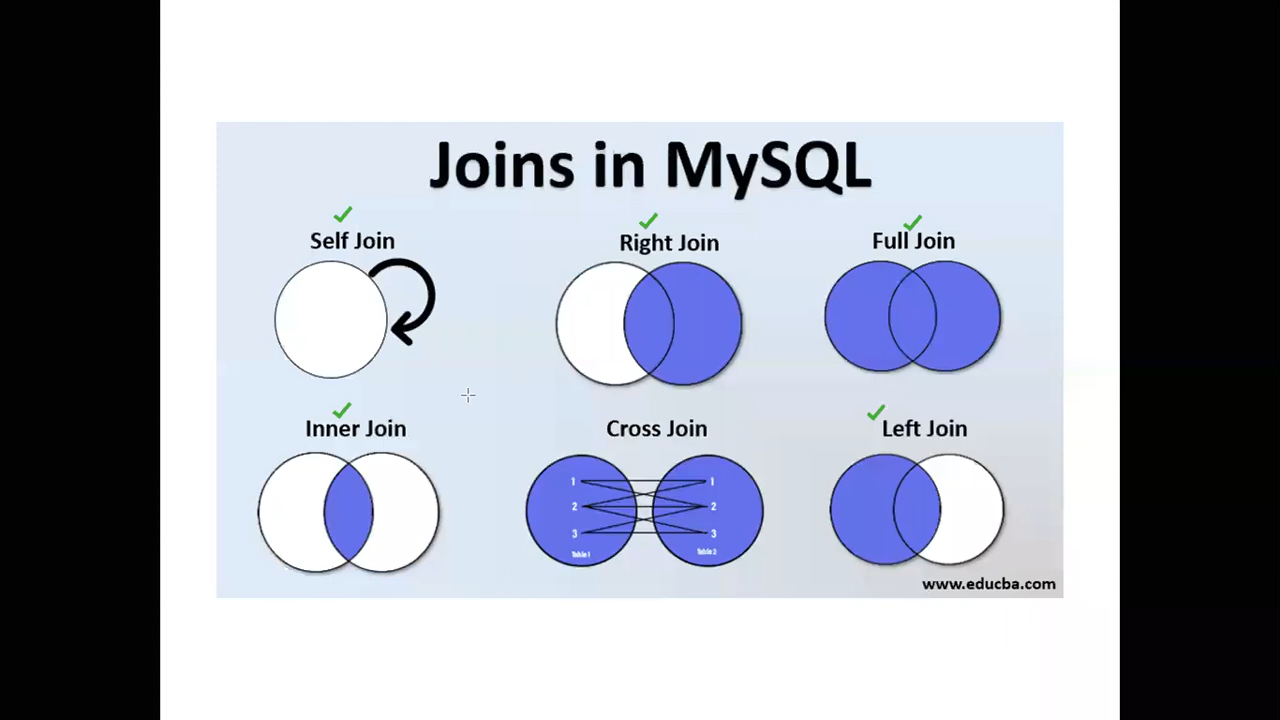 Joins in MySQL
Self Join
Right Join
Full Join
Inner Join
Cross Join
Left Join
1 1
2 2
3 3
Table 1 Table 2
www.educba.com